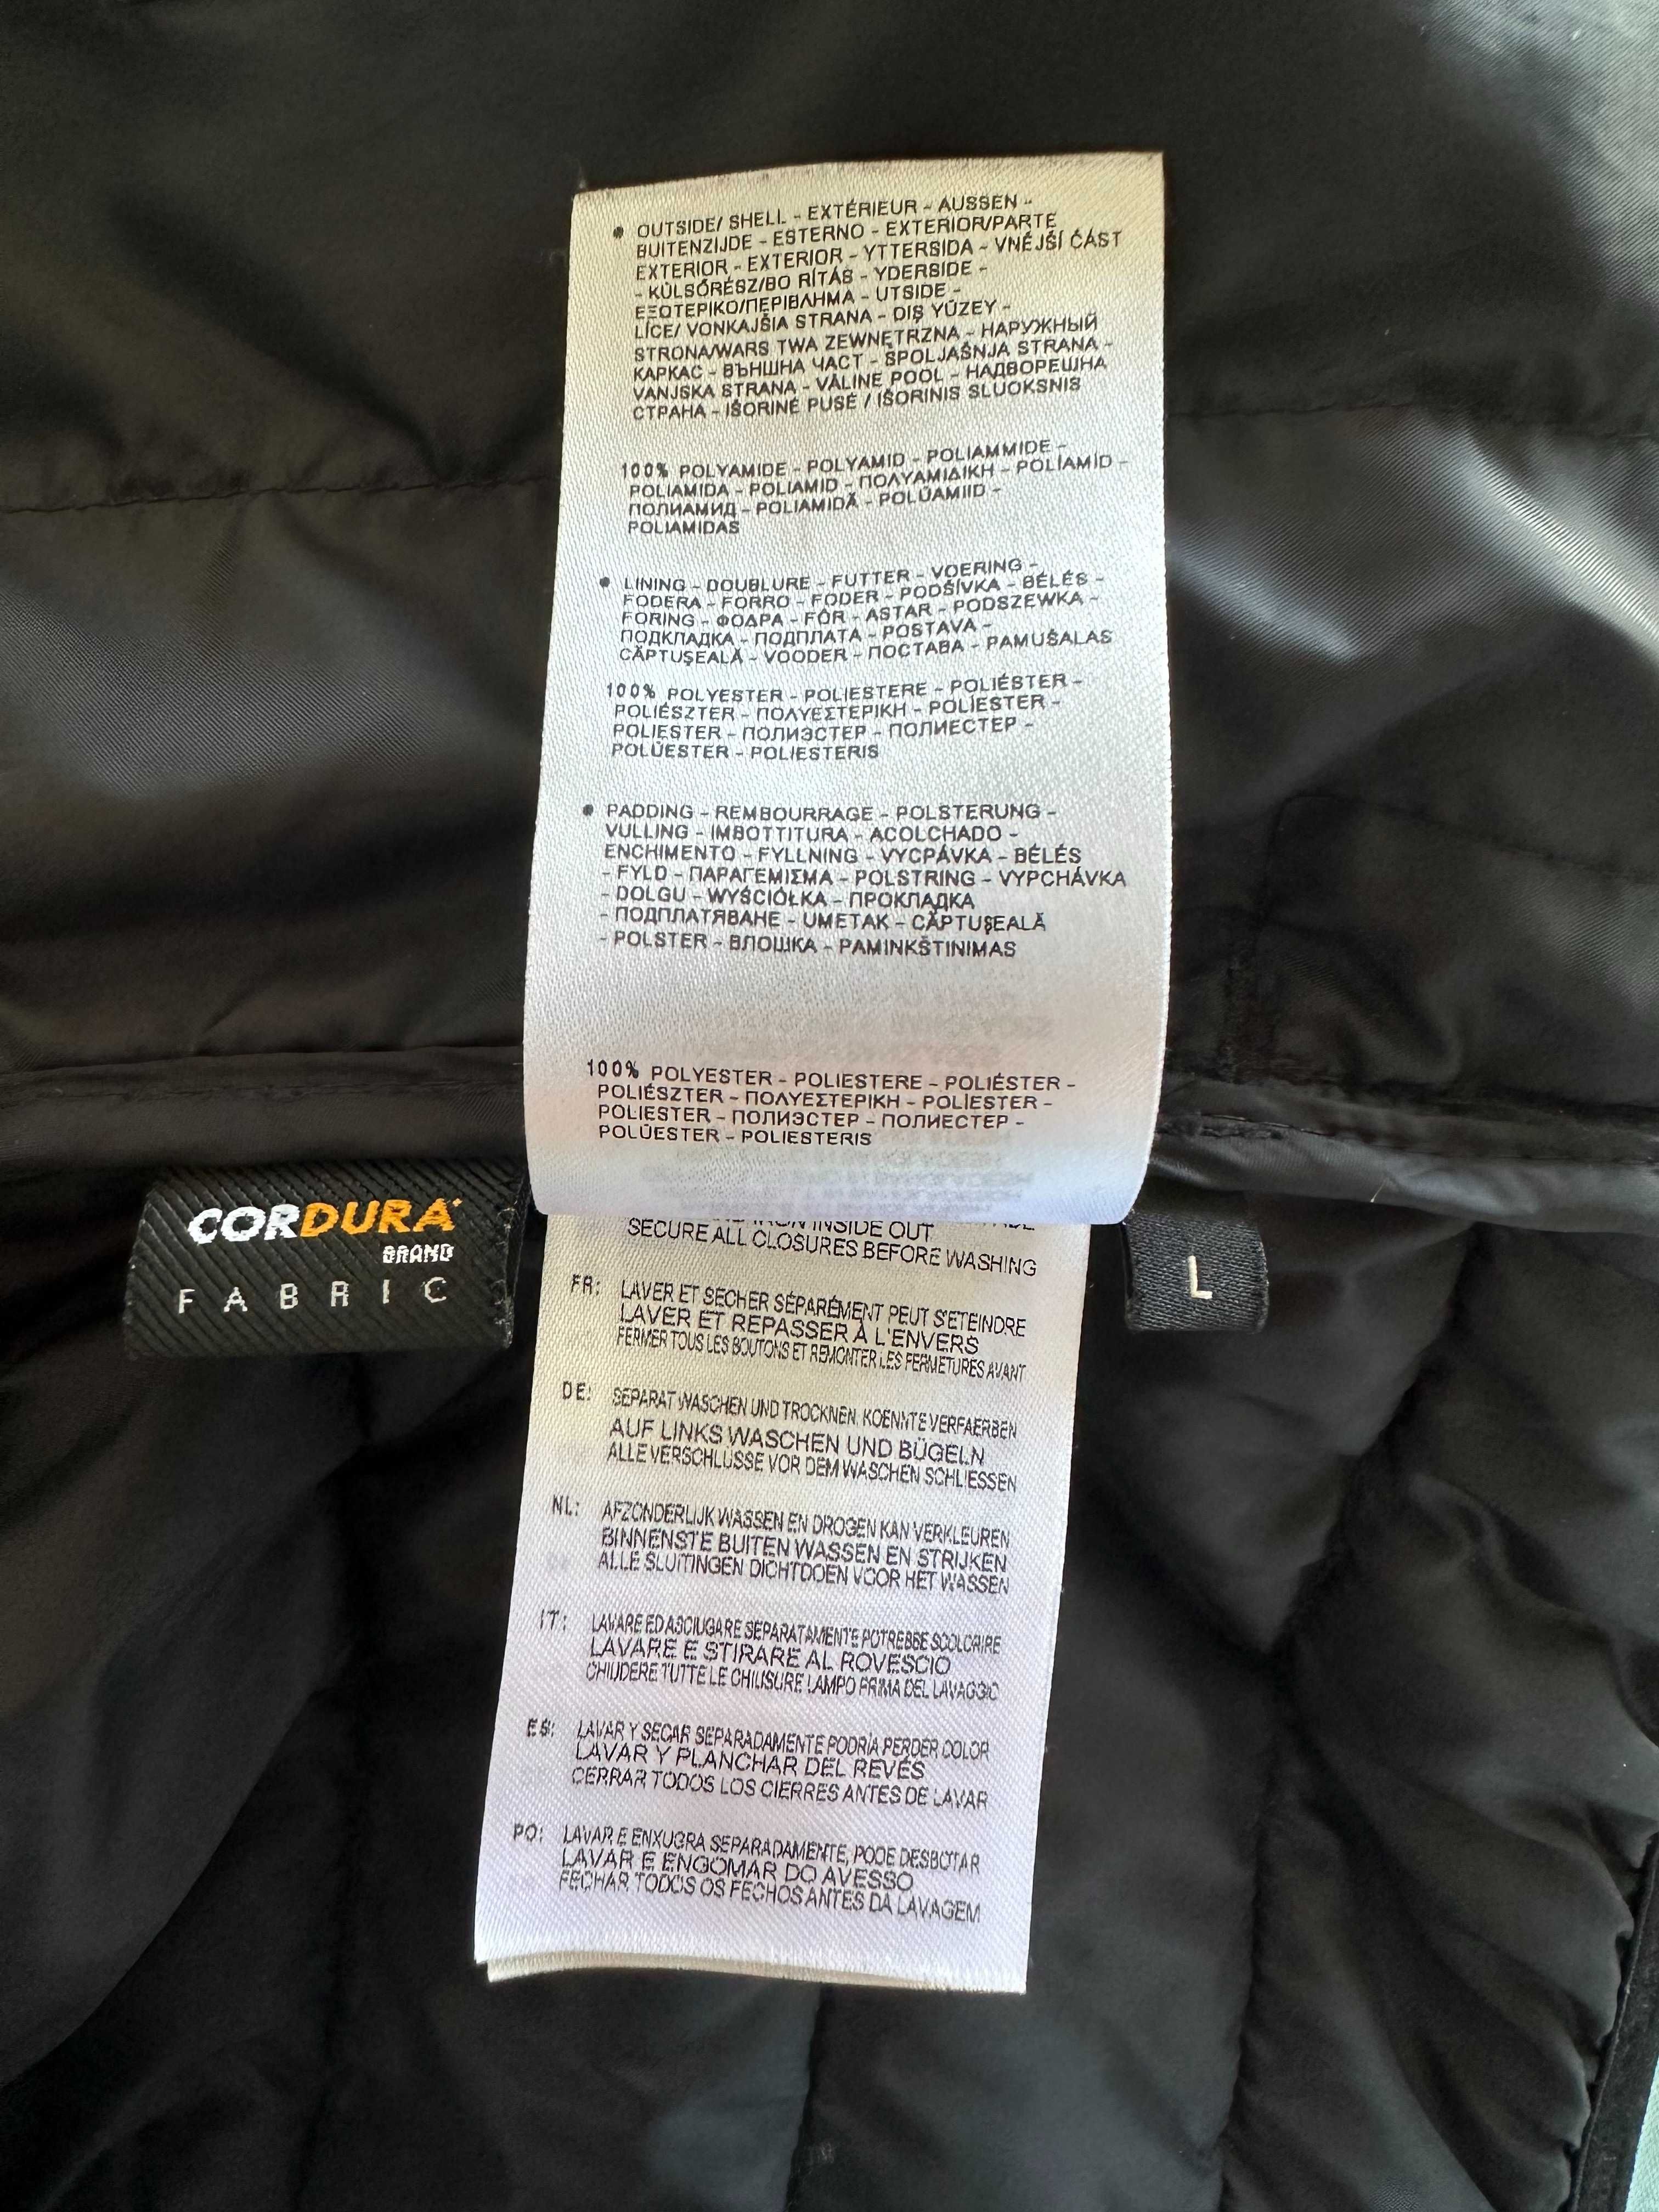 • OUTSIDE/ SHELL - EXTÉRIEUR - AUSSEN -
BUITENZIJDE - ESTERNO - EXTERIOR/PARTE
EXTERIOR - EXTERIOR - YTTERSIDA - VNĚJŠÍ ĆÁST
- KÜLSŐRÉSZ/BO RÍTÁS - YDERSIDE -
ΕΞΩΤΕΡΙΚΟ/ΠΕΡΙΒΛΗΜΑ - UTSIDE -
LÍCE/ VONKAJŠIA STRANA - DIŞ YÜZEY -
STRONA/WARS TWA ZEWNĘTRZNA - НАРУЖНЫЙ
КАРКАС - ВЪНШНА ЧАСТ - SPOLJAŠNJA STRANA -
VANJSKA STRANA - VÄLINE POOL - НАДВОРЕШНА
СТРАНА - IŠORINĖ PUSĖ / IŠORINIS SLUOKSNIS
100% POLYAMIDE - POLYAMID - POLIAMMIDE -
POLIAMIDA - POLIAMID - ΠΟΛΥΑΜΙΔΙΚΗ - POLÍAMÍD -
ПОЛИАМИД - POLIAMIDĂ - POLÜAMIID -
POLIAMIDAS
• LINING - DOUBLURE - FUTTER - VOERING -
FODERA - FORRO - FODER - PODŠÍVKA - BÉLÉS -
FORING - ΦΟΔΡΑ - FÔR - ASTAR - PODSZEWKA -
ПОДКЛАДКА - ПОДПЛАТА - POSTAVA -
CĂPTUŞEALĂ - VOODER - ПОСТАВА - PAMUŠALAS
100% POLYESTER - POLIESTERE - POLIÉSTER -
POLIÉSZTER - ΠΟΛΥΕΣΤΕΡΙΚΗ - POLÍESTER -
POLIESTER - ПОЛИЭСТЕР - ПОЛИЕСТЕР -
POLÜESTER - POLIESTERIS
• PADDING - REMBOURRAGE - POLSTERUNG -
VULLING - IMBOTTITURA - ACOLCHADO -
ENCHIMENTO - FYLLNING - VYCPÁVKA - BÉLÉS
- FYLD - ΠΑΡΑΓΕΜΙΣΜΑ - POLSTRING - VYPCHÁVKA
- DOLGU - WYŚCIÓŁKA - ПРОКЛАДКА
- ПОДПЛАТЯВАНЕ - UMETAK - CĂPTUŞEALĂ
- POLSTER - ВЛОШКА - PAMINKŠTINIMAS
100% POLYESTER - POLIESTERE - POLIÉSTER -
POLIÉSZTER - ΠΟΛΥΕΣΤΕΡΙΚΗ - POLÍESTER -
POLIESTER - ПОЛИЭСТЕР - ПОЛИЕСТЕР -
POLÜESTER - POLIESTERIS
CORDURA
BRAND
FABRIC
L
IRON INSIDE OUT
SECURE ALL CLOSURES BEFORE WASHING
FR: LAVER ET SECHER SÉPARÉMENT PEUT S'ETEINDRE
LAVER ET REPASSER À L'ENVERS
FERMER TOUS LES BOUTONS ET REMONTER LES FERMETURES AVANT
DE: SEPARAT WASCHEN UND TROCKNEN. KOENNTE VERFAERBEN
AUF LINKS WASCHEN UND BÜGELN
ALLE VERSCHLÜSSE VOR DEM WASCHEN SCHLIESSEN
NL: AFZONDERLIJK WASSEN EN DROGEN KAN VERKLEUREN
BINNENSTE BUITEN WASSEN EN STRIJKEN
ALLE SLUITINGEN DICHTDOEN VOOR HET WASSEN
IT: LAVARE ED ASCIUGARE SEPARATAMENTE POTREBBE SCOLORIRE
LAVARE E STIRARE AL ROVESCIO
CHIUDERE TUTTE LE CHIUSURE LAMPO PRIMA DEL LAVAGGIO
ES: LAVAR Y SECAR SEPARADAMENTE PODRÍA PERDER COLOR
LAVAR Y PLANCHAR DEL REVÉS
CERRAR TODOS LOS CIERRES ANTES DE LAVAR
PO: LAVAR E ENXUGRA SEPARADAMENTE, PODE DESBOTAR
LAVAR E ENGOMAR DO AVESSO
FECHAR TODOS OS FECHOS ANTES DA LAVAGEM